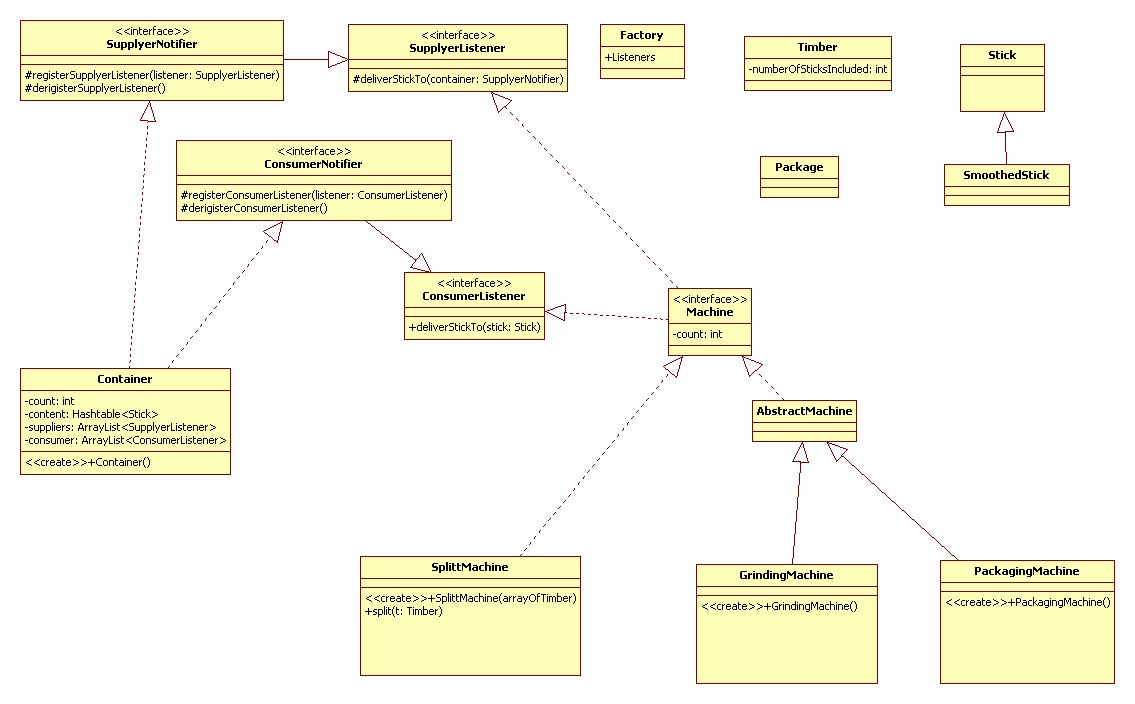 <<interface>>
SupplyerNotifier
#registerSupplyerListener(listener: SupplyerListener)
#derigisterSupplyerListener()
<<interface>>
SupplyerListener
#deliverStickTo(container: SupplyerNotifier)
Factory
+Listeners
Timber
-numberOfSticksIncluded: int
Stick
<<interface>>
ConsumerNotifier
#registerConsumerListener(listener: ConsumerListener)
#derigisterConsumerListener()
Package
SmoothedStick
<<interface>>
ConsumerListener
+deliverStickTo(stick: Stick)
<<interface>>
Machine
-count: int
Container
-count: int
-content: Hashtable<Stick>
-suppliers: ArrayList<SupplyerListener>
-consumer: ArrayList<ConsumerListener>
<<create>>+Container()
AbstractMachine
SplittMachine
<<create>>+SplittMachine(arrayOfTimber)
+split(t: Timber)
GrindingMachine
<<create>>+GrindingMachine()
PackagingMachine
<<create>>+PackagingMachine()